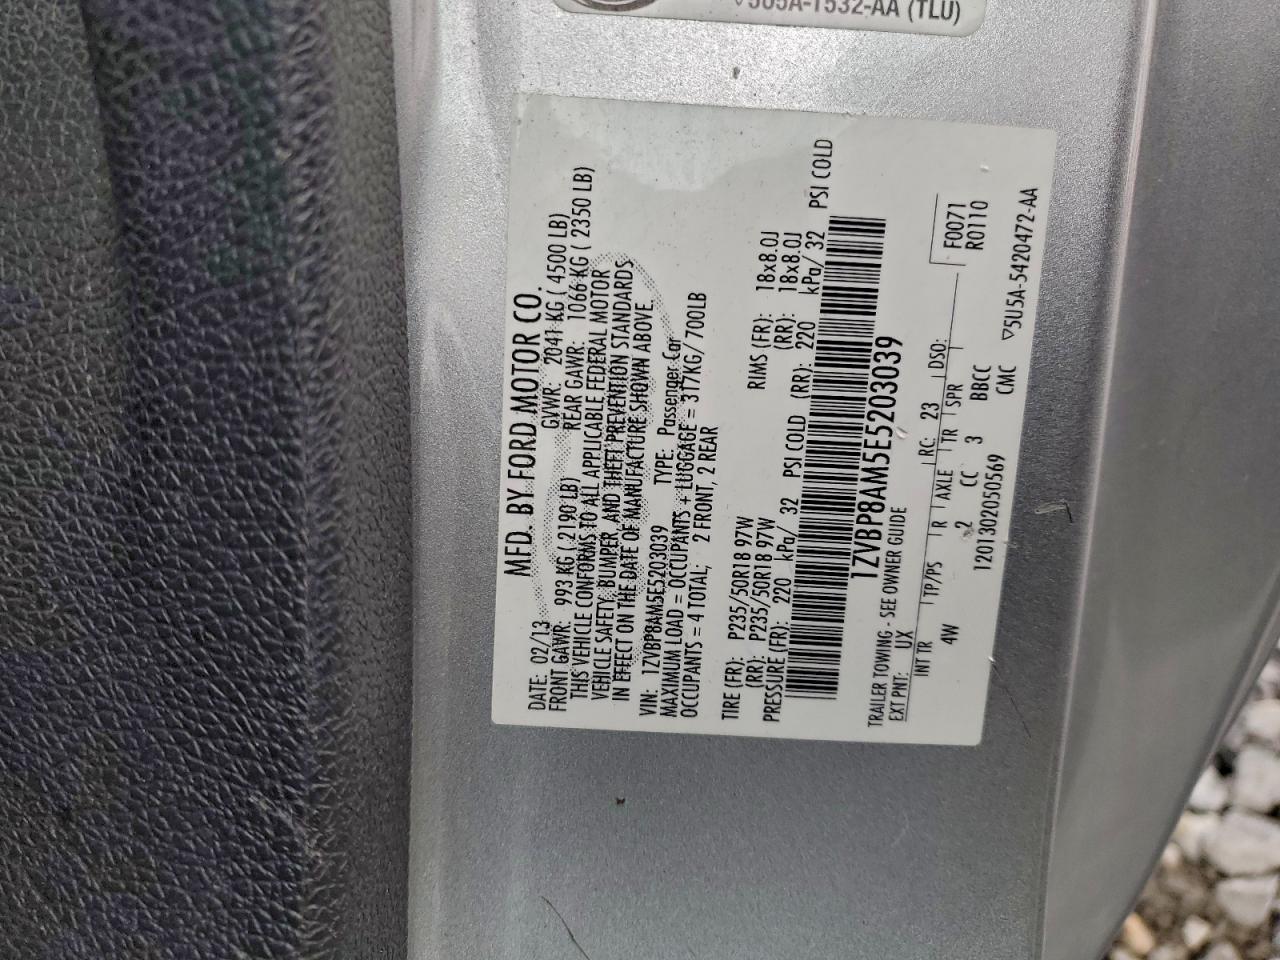 5U5A-1532-AA (TLU)
MFD. BY FORD MOTOR CO.
DATE: 02/13 GVWR: 2041 KG ( 4500 LB)
FRONT GAWR: 993 KG ( 2190 LB) REAR GAWR: 1066 KG ( 2350 LB)
THIS VEHICLE CONFORMS TO ALL APPLICABLE FEDERAL MOTOR
VEHICLE SAFETY, BUMPER, AND THEFT PREVENTION STANDARDS
IN EFFECT ON THE DATE OF MANUFACTURE SHOWN ABOVE.
VIN: 1ZVBP8AM5E5203039 TYPE: Passenger Car
MAXIMUM LOAD = OCCUPANTS + LUGGAGE = 317KG/ 700LB
OCCUPANTS = 4 TOTAL; 2 FRONT, 2 REAR
TIRE (FR): P235/50R18 97W RIMS (FR): 18x8.0J
(RR): P235/50R18 97W (RR): 18x8.0J
PRESSURE (FR): 220 kPa/ 32 PSI COLD (RR): 220 kPa/ 32 PSI COLD
1ZVBP8AM5E5203039
TRAILER TOWING - SEE OWNER GUIDE
EXT PNT: UX RC: 23 DSO: F0071
INT TR TP/PS R AXLE TR SPR R0110
4W 2 CC 3 BBCC
1201302050569 CMC ▽5U5A-5420472-AA